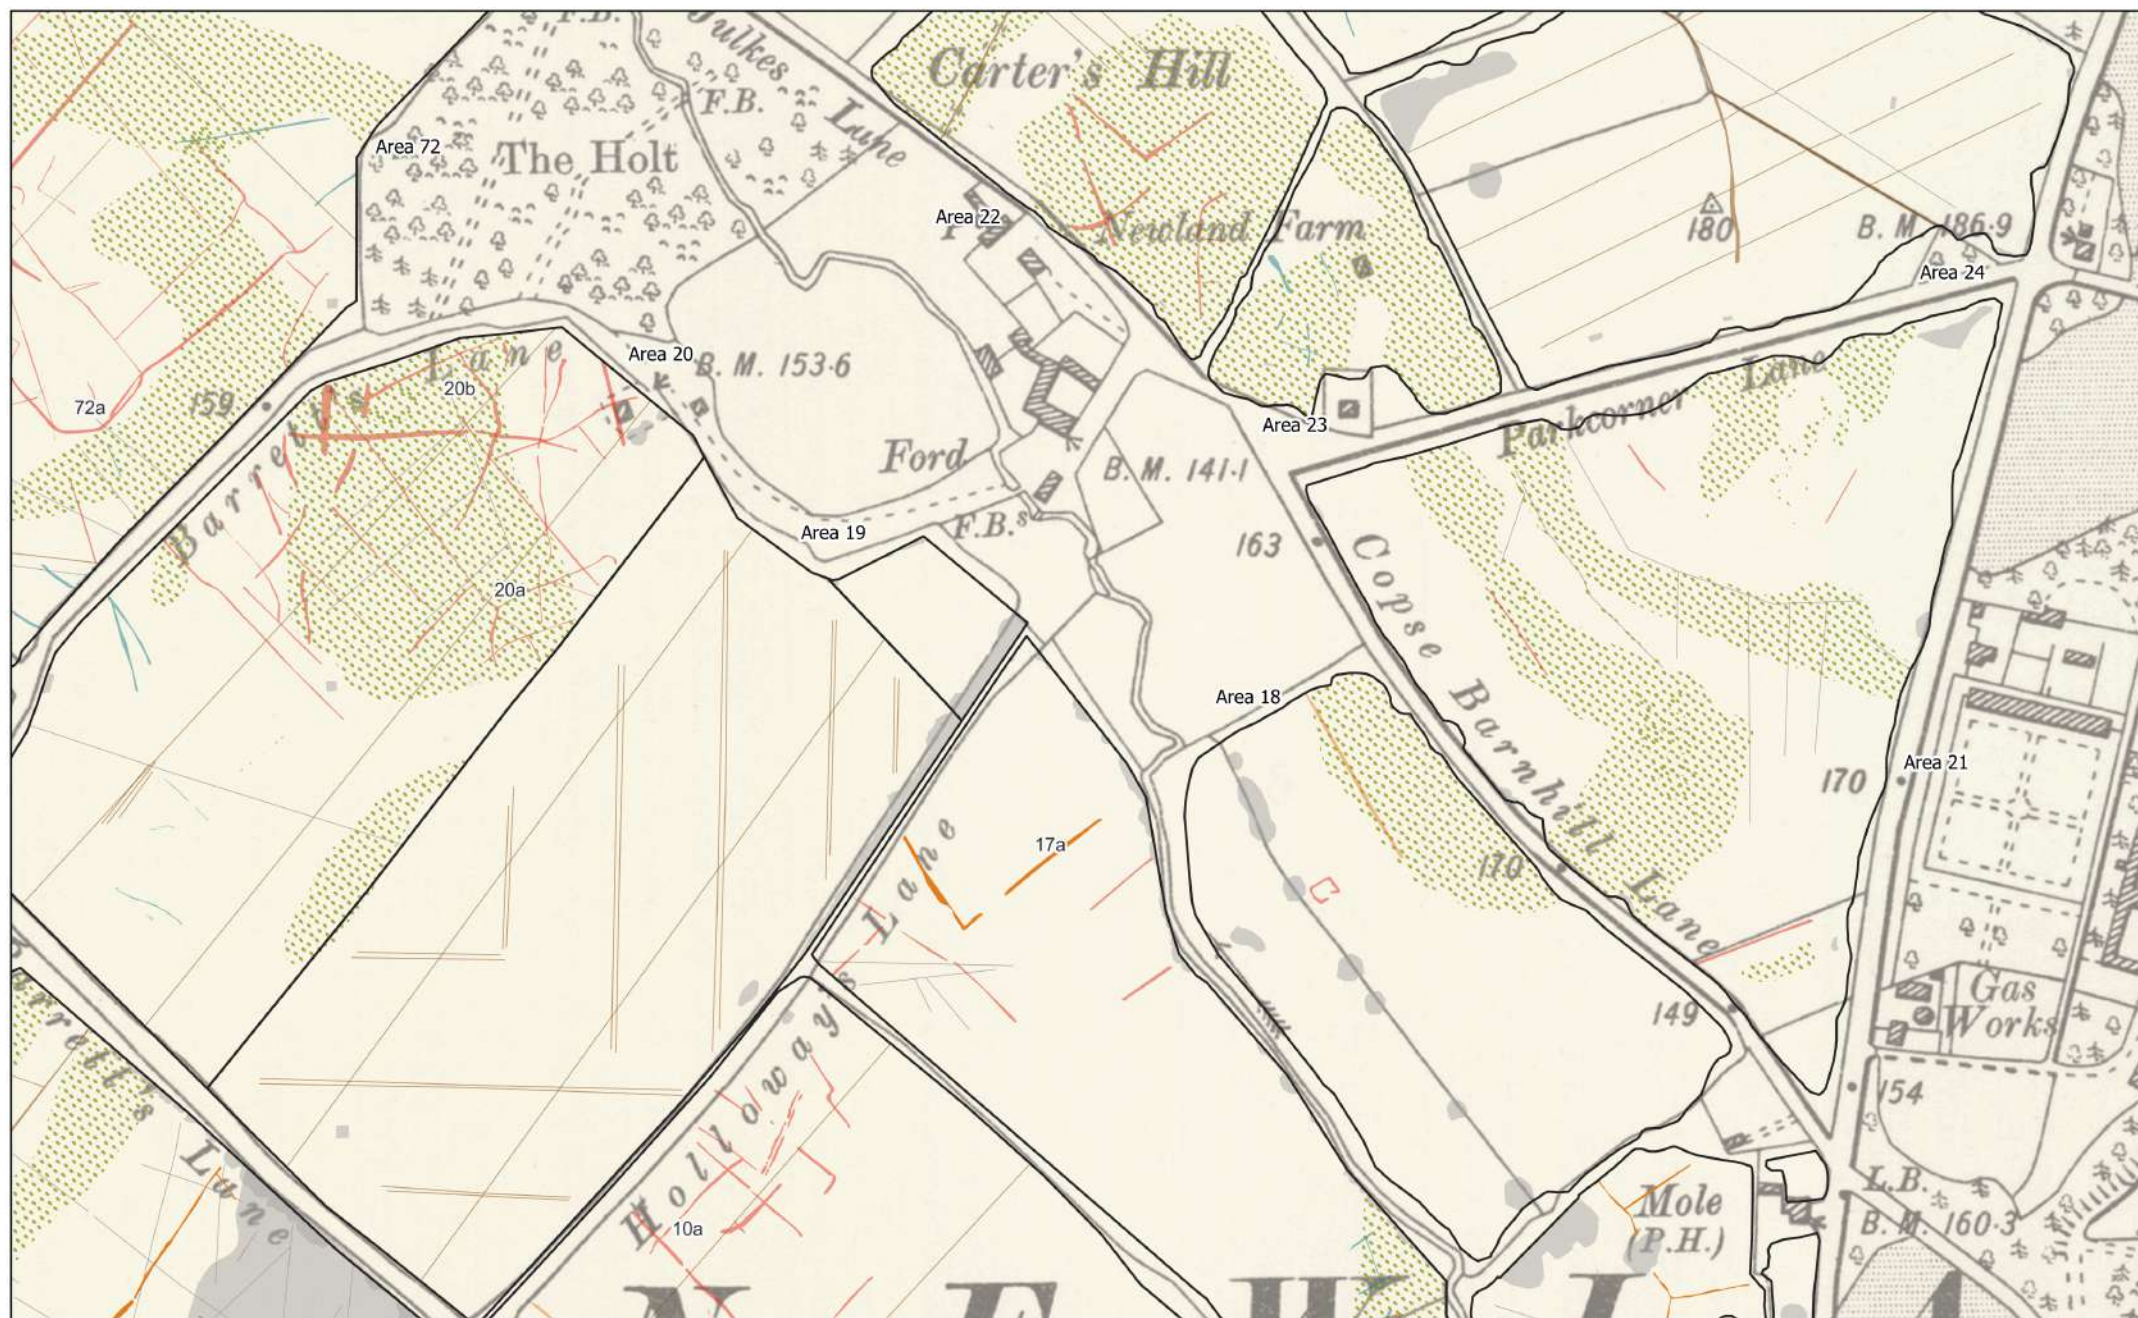 F.B.
Julkes Lane
Carter's Hill
F.B.
Area 72
The Holt
Area 22
Newland Farm
180
B. M. 186·9
Area 24
Area 20
B. M. 153·6
Barrett's Lane
20b
159
72a
Parkcorner Lane
Area 23
Ford
B. M. 141·1
Area 19
F.B.s
163
20a
Copse Barnhill Lane
Area 18
Area 21
170
17a
170
Holloway's Lane
Gas
Works
149
154
Barrett's Lane
L.B.
Mole
(P.H.)
B. M. 160·3
10a
N E W L A